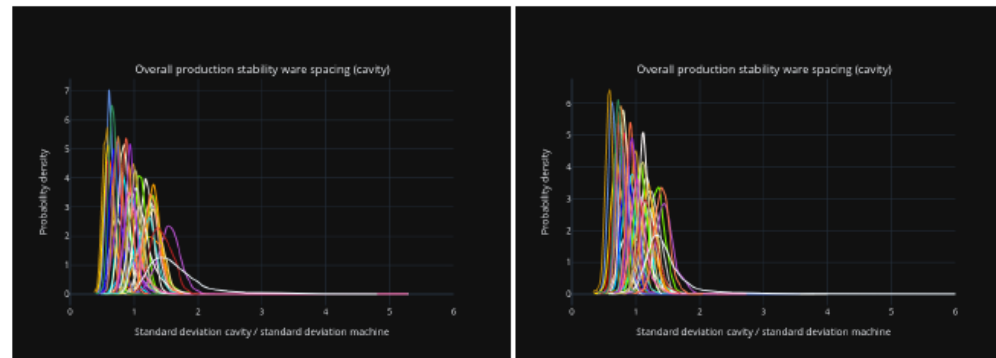 Overall production stability ware spacing (cavity)
7
6
5
4
3
2
1
0
Probability density
0 1 2 3 4 5 6
Standard deviation cavity / standard deviation machine
Overall production stability ware spacing (cavity)
6
5
4
3
2
1
0
Probability density
0 1 2 3 4 5 6
Standard deviation cavity / standard deviation machine